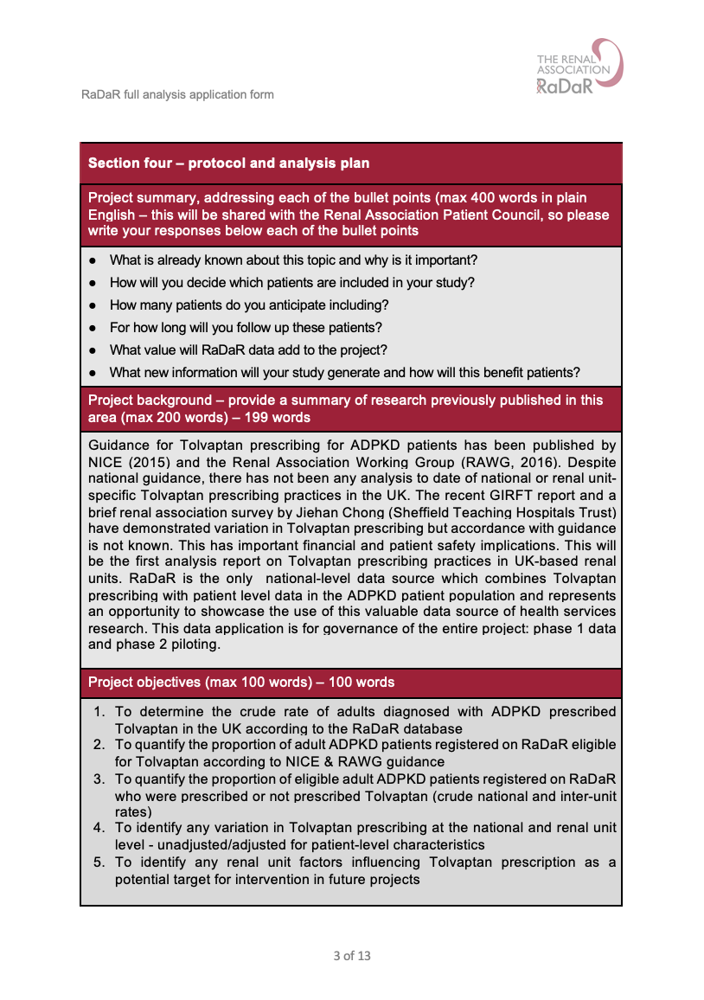 THE RENAL
ASSOCIATION
RaDaR
RaDaR full analysis application form
Section four – protocol and analysis plan
Project summary, addressing each of the bullet points (max 400 words in plain
English – this will be shared with the Renal Association Patient Council, so please
write your responses below each of the bullet points
● What is already known about this topic and why is it important?
● How will you decide which patients are included in your study?
● How many patients do you anticipate including?
● For how long will you follow up these patients?
● What value will RaDaR data add to the project?
● What new information will your study generate and how will this benefit patients?
Project background – provide a summary of research previously published in this
area (max 200 words) – 199 words
Guidance for Tolvaptan prescribing for ADPKD patients has been published by
NICE (2015) and the Renal Association Working Group (RAWG, 2016). Despite
national guidance, there has not been any analysis to date of national or renal unit-
specific Tolvaptan prescribing practices in the UK. The recent GIRFT report and a
brief renal association survey by Jiehan Chong (Sheffield Teaching Hospitals Trust)
have demonstrated variation in Tolvaptan prescribing but accordance with guidance
is not known. This has important financial and patient safety implications. This will
be the first analysis report on Tolvaptan prescribing practices in UK-based renal
units. RaDaR is the only national-level data source which combines Tolvaptan
prescribing with patient level data in the ADPKD patient population and represents
an opportunity to showcase the use of this valuable data source of health services
research. This data application is for governance of the entire project: phase 1 data
and phase 2 piloting.
Project objectives (max 100 words) – 100 words
1. To determine the crude rate of adults diagnosed with ADPKD prescribed
Tolvaptan in the UK according to the RaDaR database
2. To quantify the proportion of adult ADPKD patients registered on RaDaR eligible
for Tolvaptan according to NICE & RAWG guidance
3. To quantify the proportion of eligible adult ADPKD patients registered on RaDaR
who were prescribed or not prescribed Tolvaptan (crude national and inter-unit
rates)
4. To identify any variation in Tolvaptan prescribing at the national and renal unit
level - unadjusted/adjusted for patient-level characteristics
5. To identify any renal unit factors influencing Tolvaptan prescription as a
potential target for intervention in future projects
3 of 13